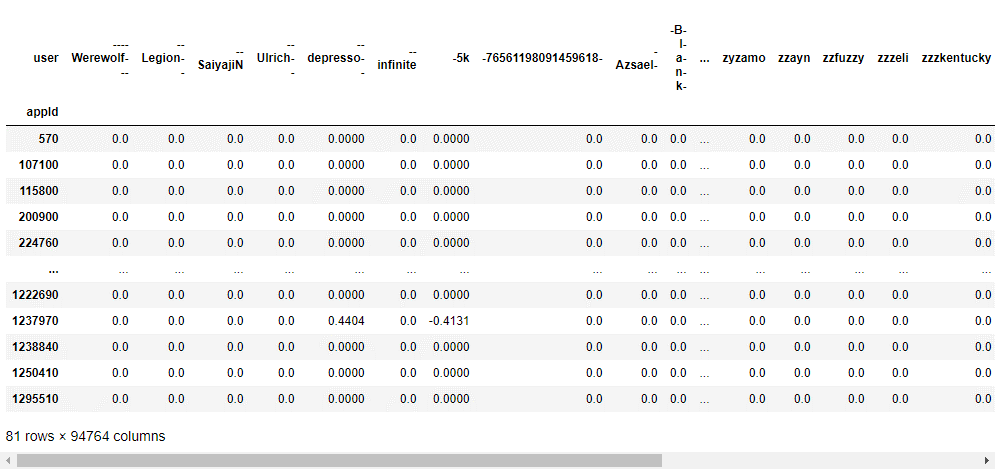 user ----Werewolf---- --Legion-- --SaiyajiN --Ulrich-- --depresso-- --infinite -5k -76561198091459618- -Azsael- -B-l-a-n-k- ... zyzamo zzayn zzfuzzy zzzeli zzzkentucky
appId
570 0.0 0.0 0.0 0.0 0.0000 0.0 0.0000 0.0 0.0 0.0 ... 0.0 0.0 0.0 0.0 0.0
107100 0.0 0.0 0.0 0.0 0.0000 0.0 0.0000 0.0 0.0 0.0 ... 0.0 0.0 0.0 0.0 0.0
115800 0.0 0.0 0.0 0.0 0.0000 0.0 0.0000 0.0 0.0 0.0 ... 0.0 0.0 0.0 0.0 0.0
200900 0.0 0.0 0.0 0.0 0.0000 0.0 0.0000 0.0 0.0 0.0 ... 0.0 0.0 0.0 0.0 0.0
224760 0.0 0.0 0.0 0.0 0.0000 0.0 0.0000 0.0 0.0 0.0 ... 0.0 0.0 0.0 0.0 0.0
... ... ... ... ... ... ... ... ... ... ... ... ... ... ... ... ...
1222690 0.0 0.0 0.0 0.0 0.0000 0.0 0.0000 0.0 0.0 0.0 ... 0.0 0.0 0.0 0.0 0.0
1237970 0.0 0.0 0.0 0.0 0.4404 0.0 -0.4131 0.0 0.0 0.0 ... 0.0 0.0 0.0 0.0 0.0
1238840 0.0 0.0 0.0 0.0 0.0000 0.0 0.0000 0.0 0.0 0.0 ... 0.0 0.0 0.0 0.0 0.0
1250410 0.0 0.0 0.0 0.0 0.0000 0.0 0.0000 0.0 0.0 0.0 ... 0.0 0.0 0.0 0.0 0.0
1295510 0.0 0.0 0.0 0.0 0.0000 0.0 0.0000 0.0 0.0 0.0 ... 0.0 0.0 0.0 0.0 0.0
81 rows × 94764 columns